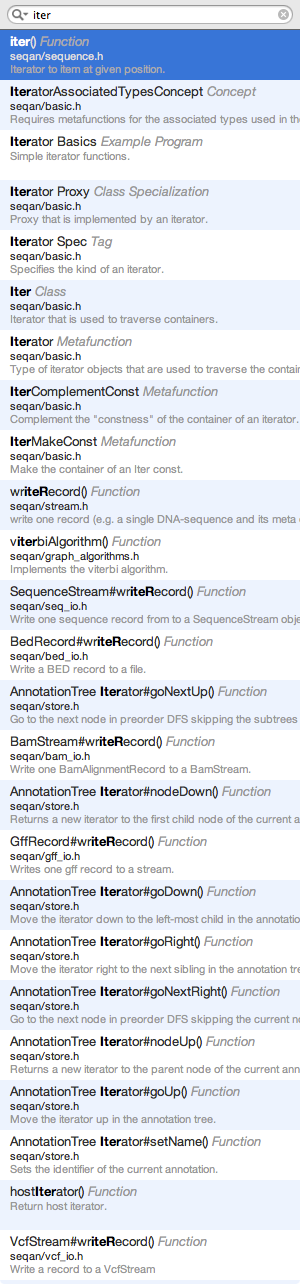 iter
iter() Function
seqan/sequence.h
Iterator to item at given position.
IteratorAssociatedTypesConcept Concept
seqan/basic.h
Requires metafunctions for the associated types used in the
Iterator Basics Example Program
Simple iterator functions.
Iterator Proxy Class Specialization
seqan/basic.h
Proxy that is implemented by an iterator.
Iterator Spec Tag
seqan/basic.h
Specifies the kind of an iterator.
Iter Class
seqan/basic.h
Iterator that is used to traverse containers.
Iterator Metafunction
seqan/basic.h
Type of iterator objects that are used to traverse the contain
IterComplementConst Metafunction
seqan/basic.h
Complement the "constness" of the container of an iterator.
IterMakeConst Metafunction
seqan/basic.h
Make the container of an Iter const.
writeRecord() Function
seqan/stream.h
write one record (e.g. a single DNA-sequence and its meta
viterbiAlgorithm() Function
seqan/graph_algorithms.h
Implements the viterbi algorithm.
SequenceStream#writeRecord() Function
seqan/seq_io.h
Write one sequence record from to a SequenceStream obje
BedRecord#writeRecord() Function
seqan/bed_io.h
Write a BED record to a file.
AnnotationTree Iterator#goNextUp() Function
seqan/store.h
Go to the next node in preorder DFS skipping the subtrees
BamStream#writeRecord() Function
seqan/bam_io.h
Write one BamAlignmentRecord to a BamStream.
AnnotationTree Iterator#nodeDown() Function
seqan/store.h
Returns a new iterator to the first child node of the current a
GffRecord#writeRecord() Function
seqan/gff_io.h
Writes one gff record to a stream.
AnnotationTree Iterator#goDown() Function
seqan/store.h
Move the iterator down to the left-most child in the annotatio
AnnotationTree Iterator#goRight() Function
seqan/store.h
Move the iterator right to the next sibling in the annotation tre
AnnotationTree Iterator#goNextRight() Function
seqan/store.h
Go to the next node in preorder DFS skipping the current no
AnnotationTree Iterator#nodeUp() Function
seqan/store.h
Returns a new iterator to the parent node of the current ann
AnnotationTree Iterator#goUp() Function
seqan/store.h
Move the iterator up in the annotation tree.
AnnotationTree Iterator#setName() Function
seqan/store.h
Sets the identifier of the current annotation.
hostIterator() Function
Return host iterator.
VcfStream#writeRecord() Function
seqan/vcf_io.h
Write a record to a VcfStream